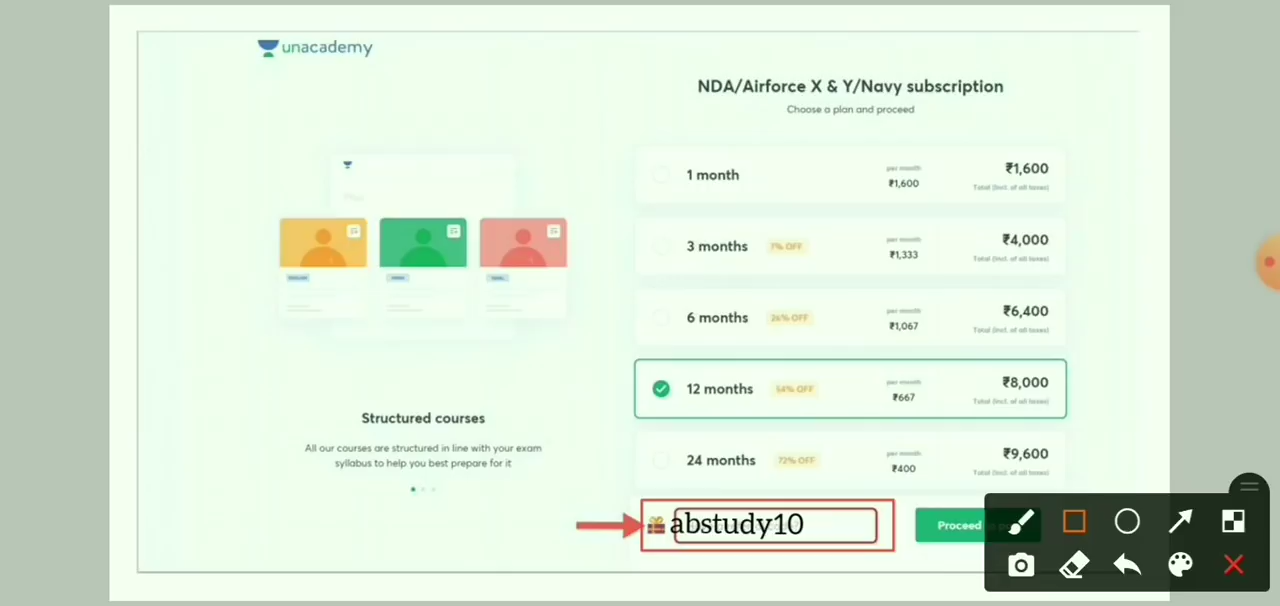 unacademy
NDA/Airforce X & Y/Navy subscription
Choose a plan and proceed
1 month
per month
₹1,600
₹1,600
Total (Incl. of all taxes)
3 months
7% OFF
per month
₹1,333
₹4,000
Total (Incl. of all taxes)
6 months
26% OFF
per month
₹1,067
₹6,400
Total (Incl. of all taxes)
12 months
54% OFF
per month
₹667
₹8,000
Total (Incl. of all taxes)
24 months
72% OFF
per month
₹400
₹9,600
Total (Incl. of all taxes)
Structured courses
All our courses are structured in line with your exam
syllabus to help you best prepare for it
abstudy10
Proceed